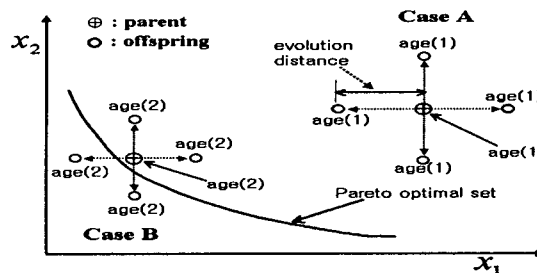 x2
⊕ : parent
o : offspring
Case A
age(1)
evolution
distance
age(1)
age(1)
age(1)
age(1
age(2)
age(2)
age(2)
age(2)
age(2)
Pareto optimal set
Case B
x1